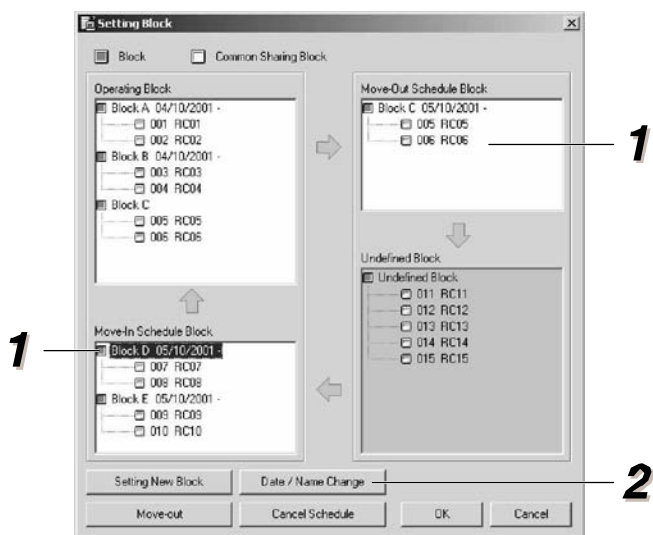 Setting Block
Block
Common Sharing Block
Operating Block
Block A 04/10/2001 -
001 RC01
002 RC02
Block B 04/10/2001 -
003 RC03
004 RC04
Block C
005 RC05
006 RC06
Move-Out Schedule Block
Block C 05/10/2001 -
005 RC05
006 RC06
1
Undefined Block
Undefined Block
011 RC11
012 RC12
013 RC13
014 RC14
015 RC15
Move-In Schedule Block
1
Block D 05/10/2001 -
007 RC07
008 RC08
Block E 05/10/2001 -
009 RC09
010 RC10
Setting New Block
Date / Name Change
2
Move-out
Cancel Schedule
OK
Cancel